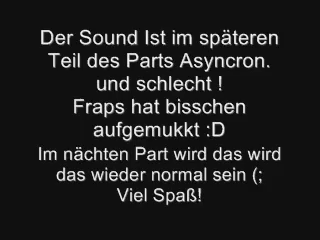 Der Sound Ist im späteren
Teil des Parts Asyncron.
und schlecht !
Fraps hat bisschen
aufgemukkt :D
Im nächten Part wird das wird
das wieder normal sein (;
Viel Spaß!